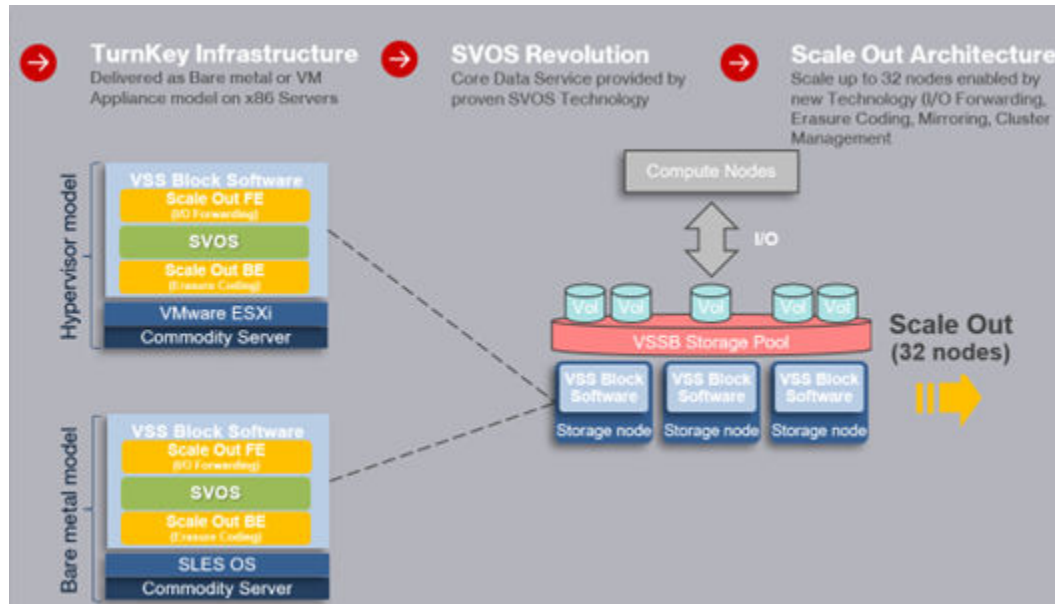 TurnKey Infrastructure
Delivered as Bare metal or VM
Appliance model on x86 Servers
SVOS Revolution
Core Data Service provided by
proven SVOS Technology
Scale Out Architecture
Scale up to 32 nodes enabled by
new Technology (I/O Forwarding,
Erasure Coding, Mirroring, Cluster
Management
Hypervisor model
VSS Block Software
Scale Out FE
(I/O Forwarding)
SVOS
Scale Out BE
(Erasure Coding)
VMware ESXi
Commodity Server
Bare metal model
VSS Block Software
Scale Out FE
(I/O Forwarding)
SVOS
Scale Out BE
(Erasure Coding)
SLES OS
Commodity Server
Compute Nodes
I/O
Vol Vol Vol Vol Vol
VSSB Storage Pool
VSS Block
Software
Storage node
VSS Block
Software
Storage node
VSS Block
Software
Storage node
Scale Out
(32 nodes)